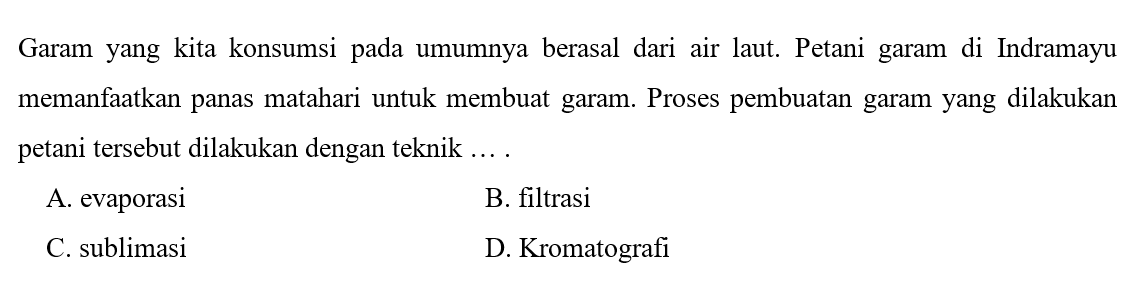 Garam yang kita konsumsi pada umumnya berasal dari air laut. Petani garam di Indramayu
memanfaatkan panas matahari untuk membuat garam. Proses pembuatan garam yang dilakukan
petani tersebut dilakukan dengan teknik … .
A. evaporasi B. filtrasi
C. sublimasi D. Kromatografi